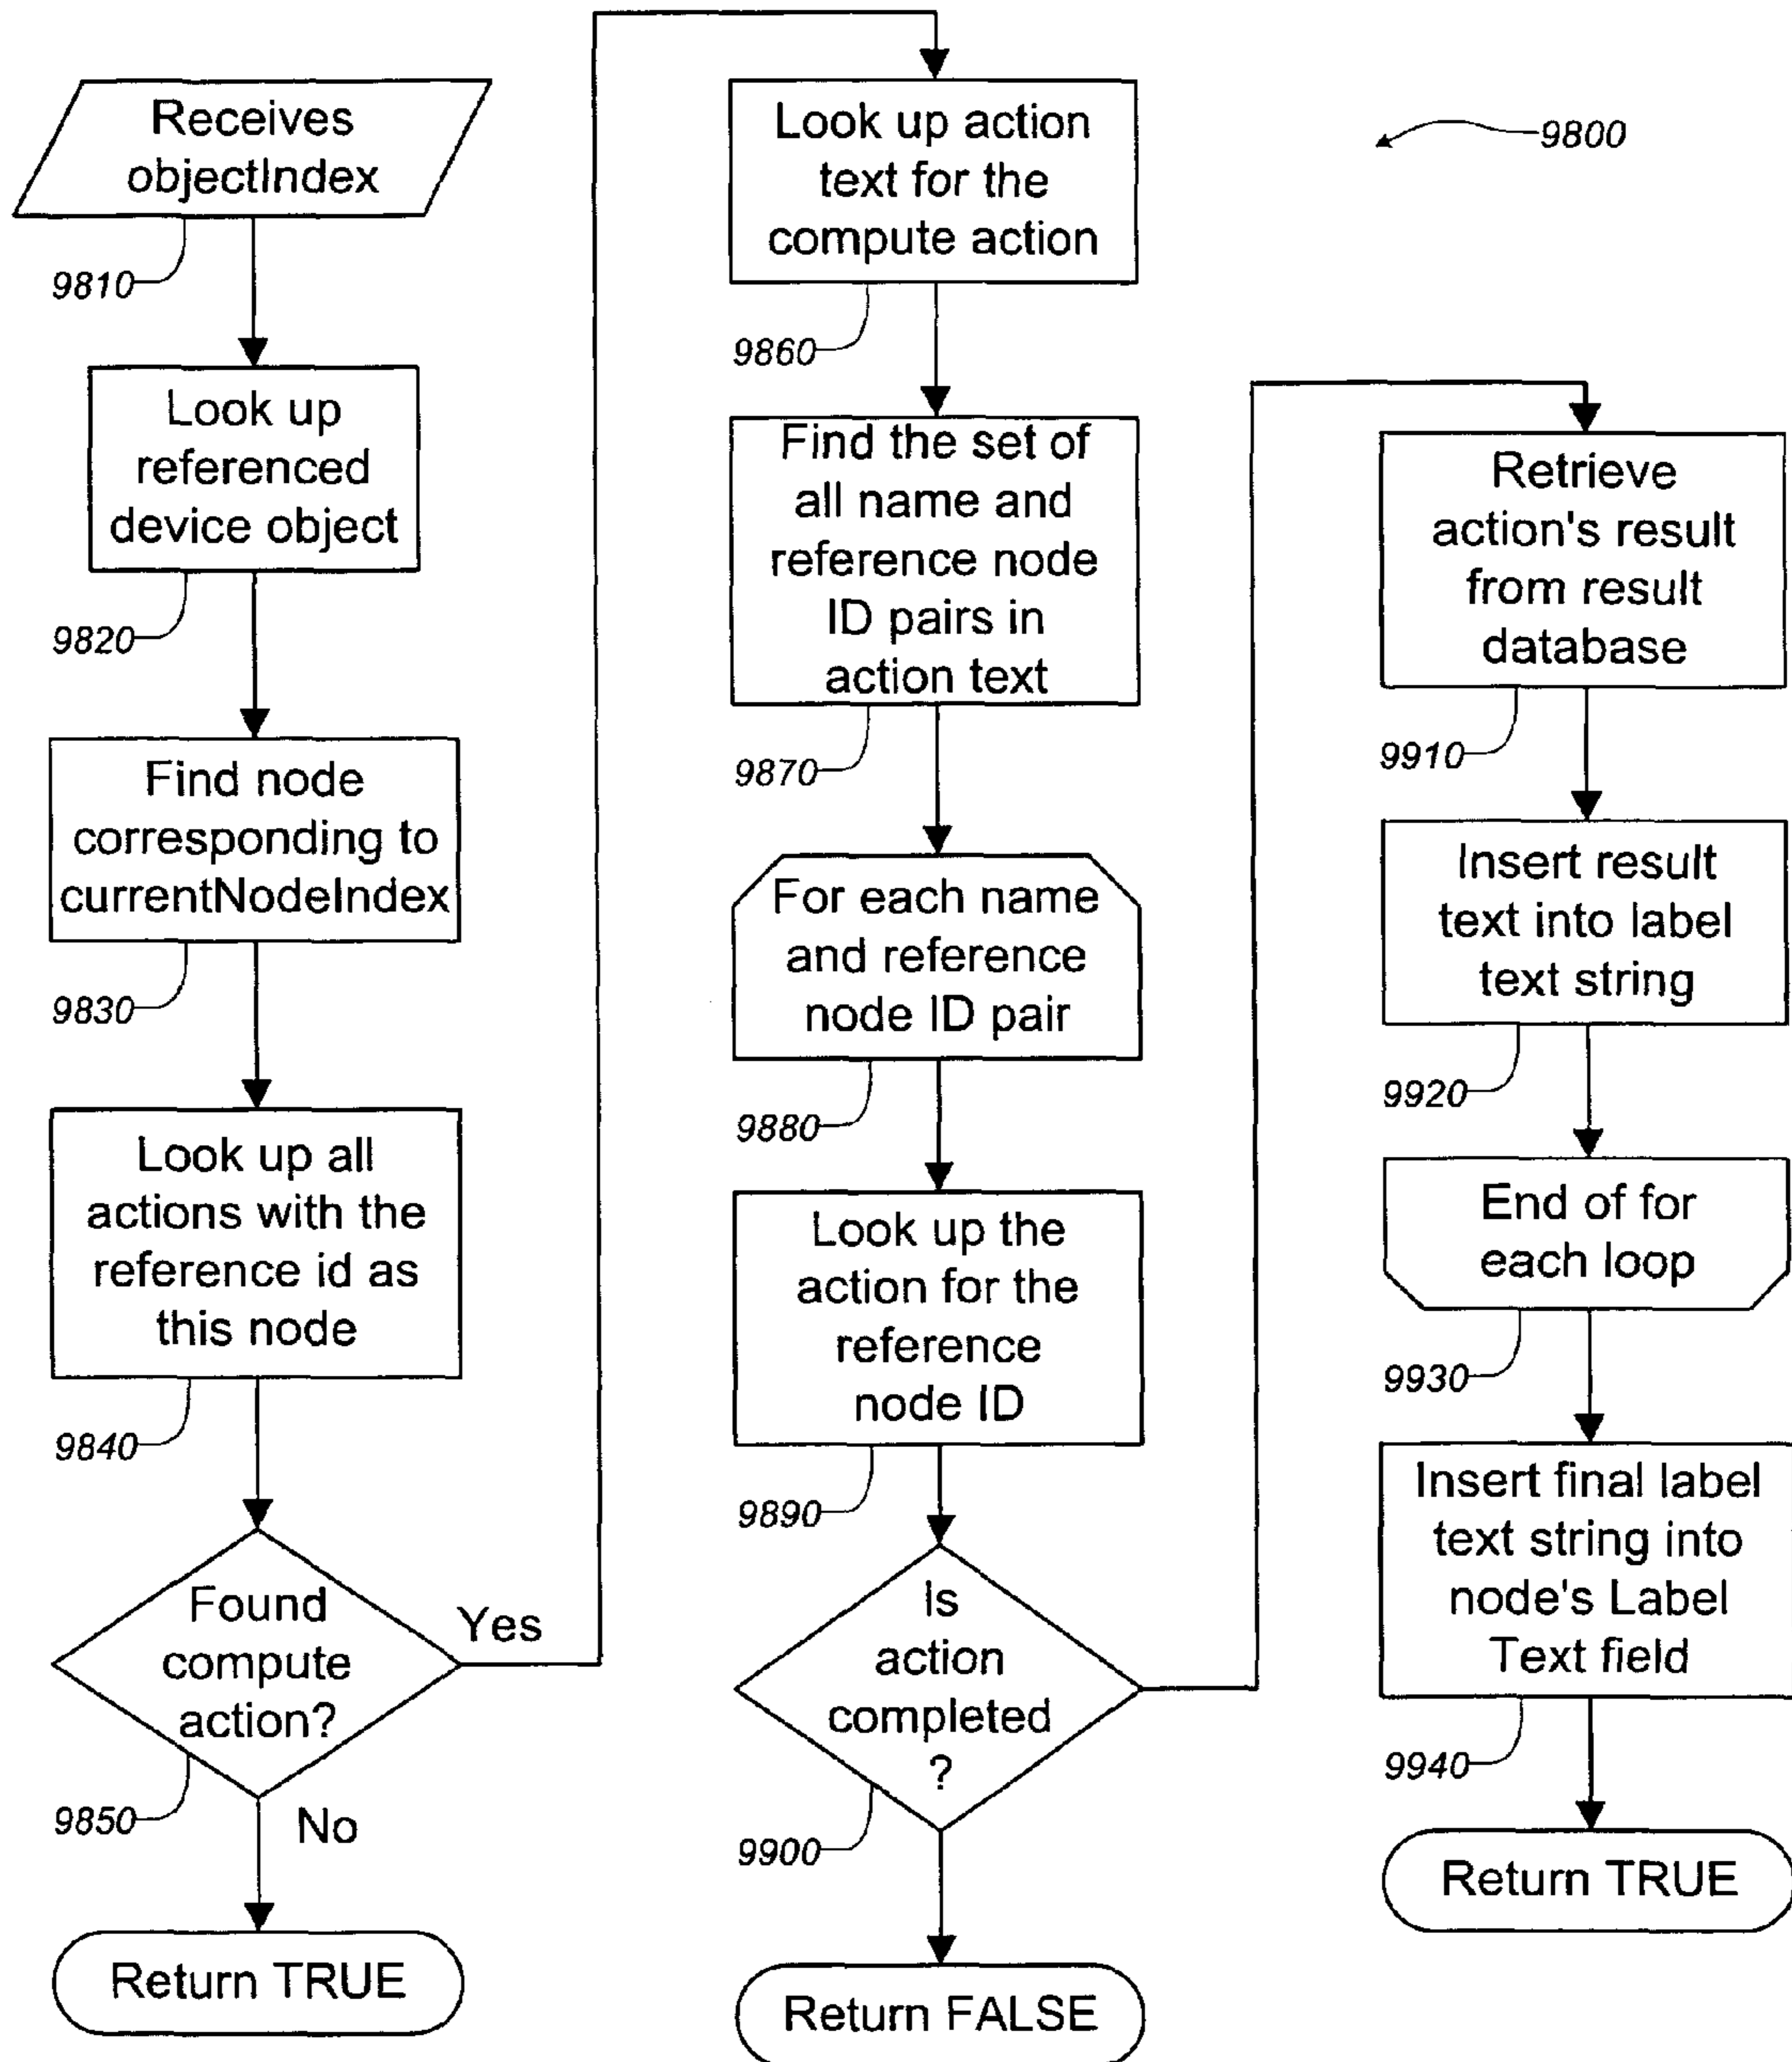 Receives
objectIndex
9810
Look up
referenced
device object
9820
Find node
corresponding to
currentNodeIndex
9830
Look up all
actions with the
reference id as
this node
9840
Found
compute
action?
Yes
9850
No
Return TRUE
Look up action
text for the
compute action
9860
Find the set of
all name and
reference node
ID pairs in
action text
9870
For each name
and reference
node ID pair
9880
Look up the
action for the
reference
node ID
9890
Is
action
completed
?
9900
Return FALSE
9800
Retrieve
action's result
from result
database
9910
Insert result
text into label
text string
9920
End of for
each loop
9930
Insert final label
text string into
node's Label
Text field
9940
Return TRUE